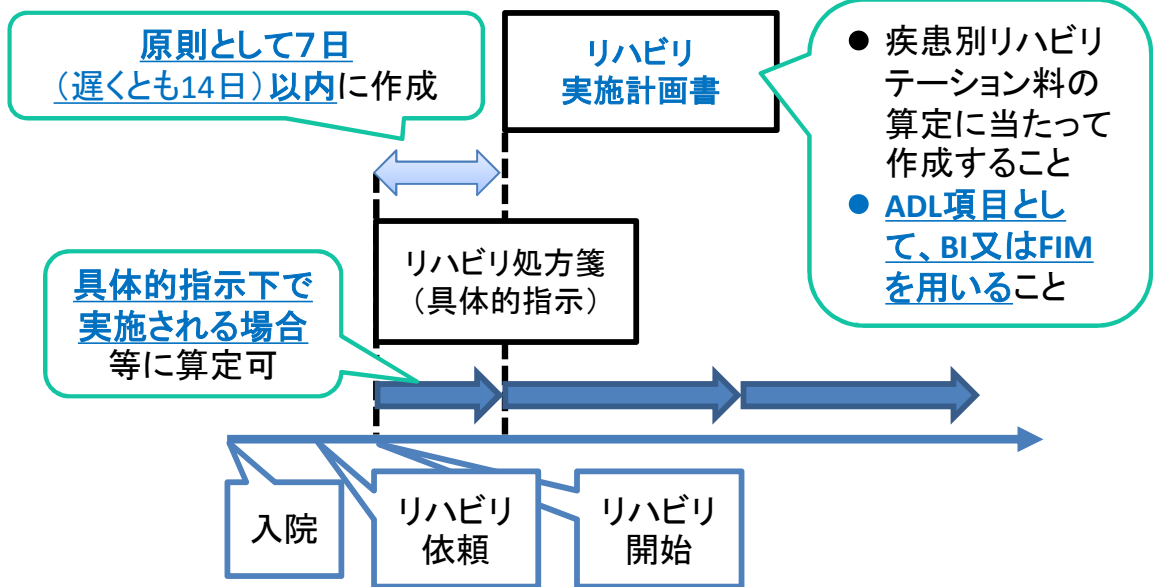 原則として7日
（遅くとも14日）以内に作成
リハビリ
実施計画書
● 疾患別リハビリ
テーション料の
算定に当たって
作成すること
● ADL項目とし
て、BI又はFIM
を用いること
リハビリ処方箋
（具体的指示）
具体的指示下で
実施される場合
等に算定可
入院
リハビリ
依頼
リハビリ
開始